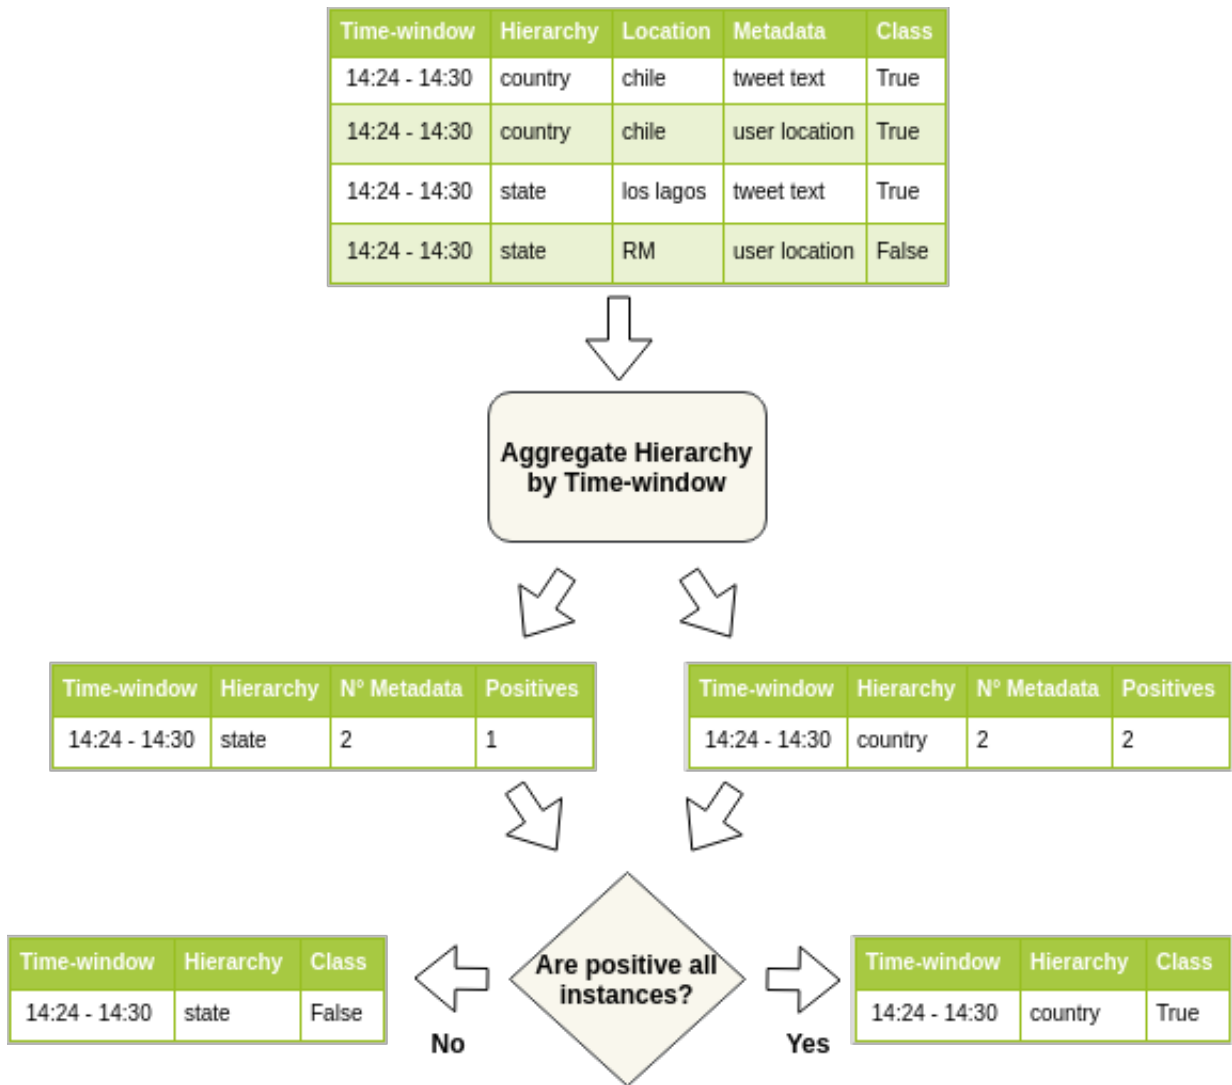 Time-window Hierarchy Location Metadata Class
14:24 - 14:30 country chile tweet text True
14:24 - 14:30 country chile user location True
14:24 - 14:30 state los lagos tweet text True
14:24 - 14:30 state RM user location False
Aggregate Hierarchy
by Time-window
Time-window Hierarchy Nº Metadata Positives
14:24 - 14:30 state 2 1
Time-window Hierarchy Nº Metadata Positives
14:24 - 14:30 country 2 2
Are positive all
instances?
Time-window Hierarchy Class
14:24 - 14:30 state False
No
Yes
Time-window Hierarchy Class
14:24 - 14:30 country True